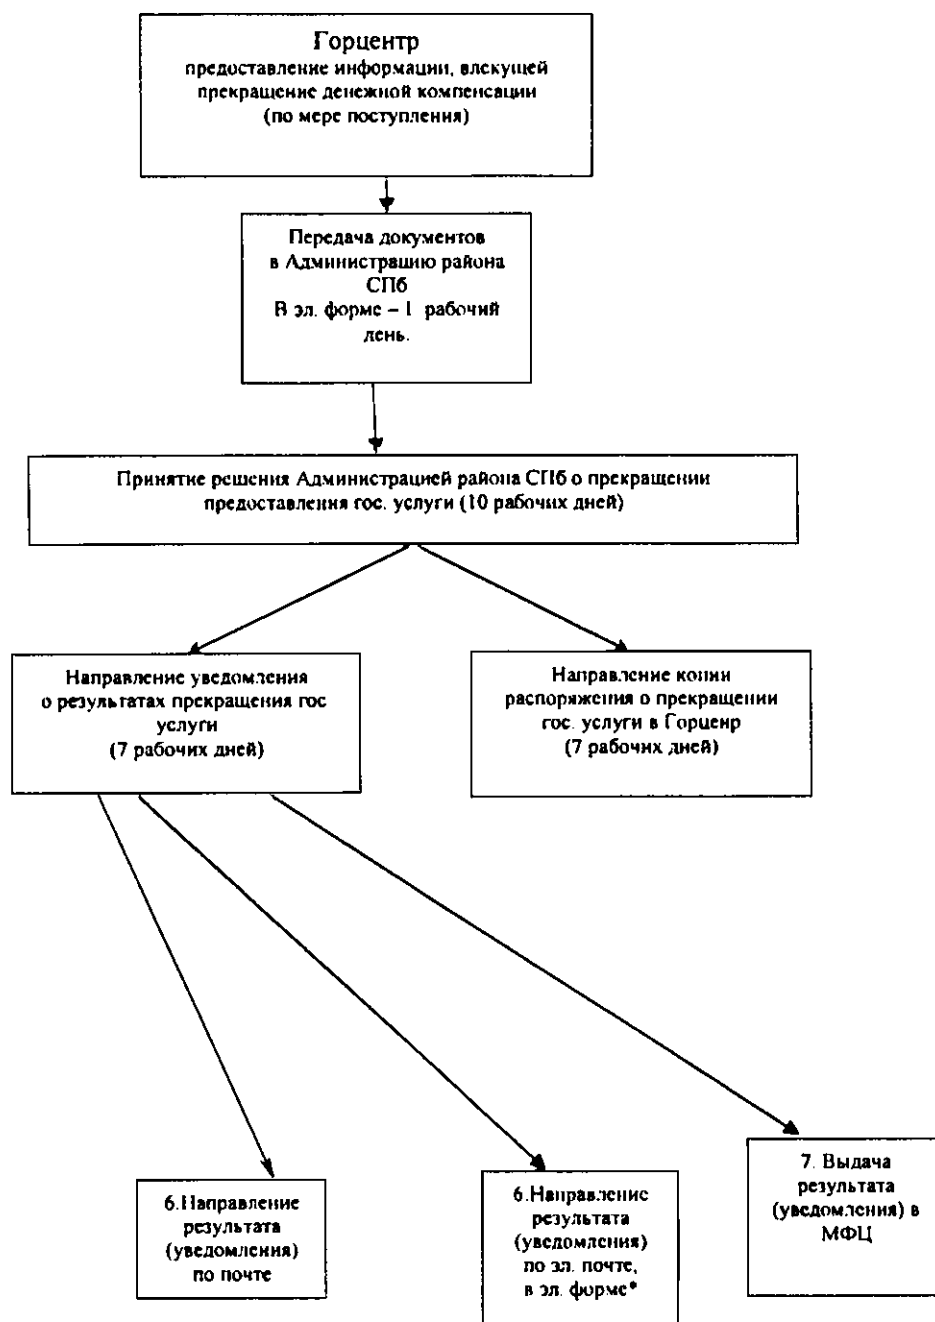 Горцентр
предоставление информации, влекущей
прекращение денежной компенсации
(по мере поступления)
Передача документов
в Администрацию района
СПб
В эл. форме – 1 рабочий
день.
Принятие решения Администрацией района СПб о прекращении
предоставления гос. услуги (10 рабочих дней)
Направление уведомления
о результатах прекращения гос
услуги
(7 рабочих дней)
Направление копии
распоряжения о прекращении
гос. услуги в Горценр
(7 рабочих дней)
6.Направление
результата
(уведомления)
по почте
6.Направление
результата
(уведомления)
по эл. почте,
в эл. форме*
7. Выдача
результата
(уведомления) в
МФЦ